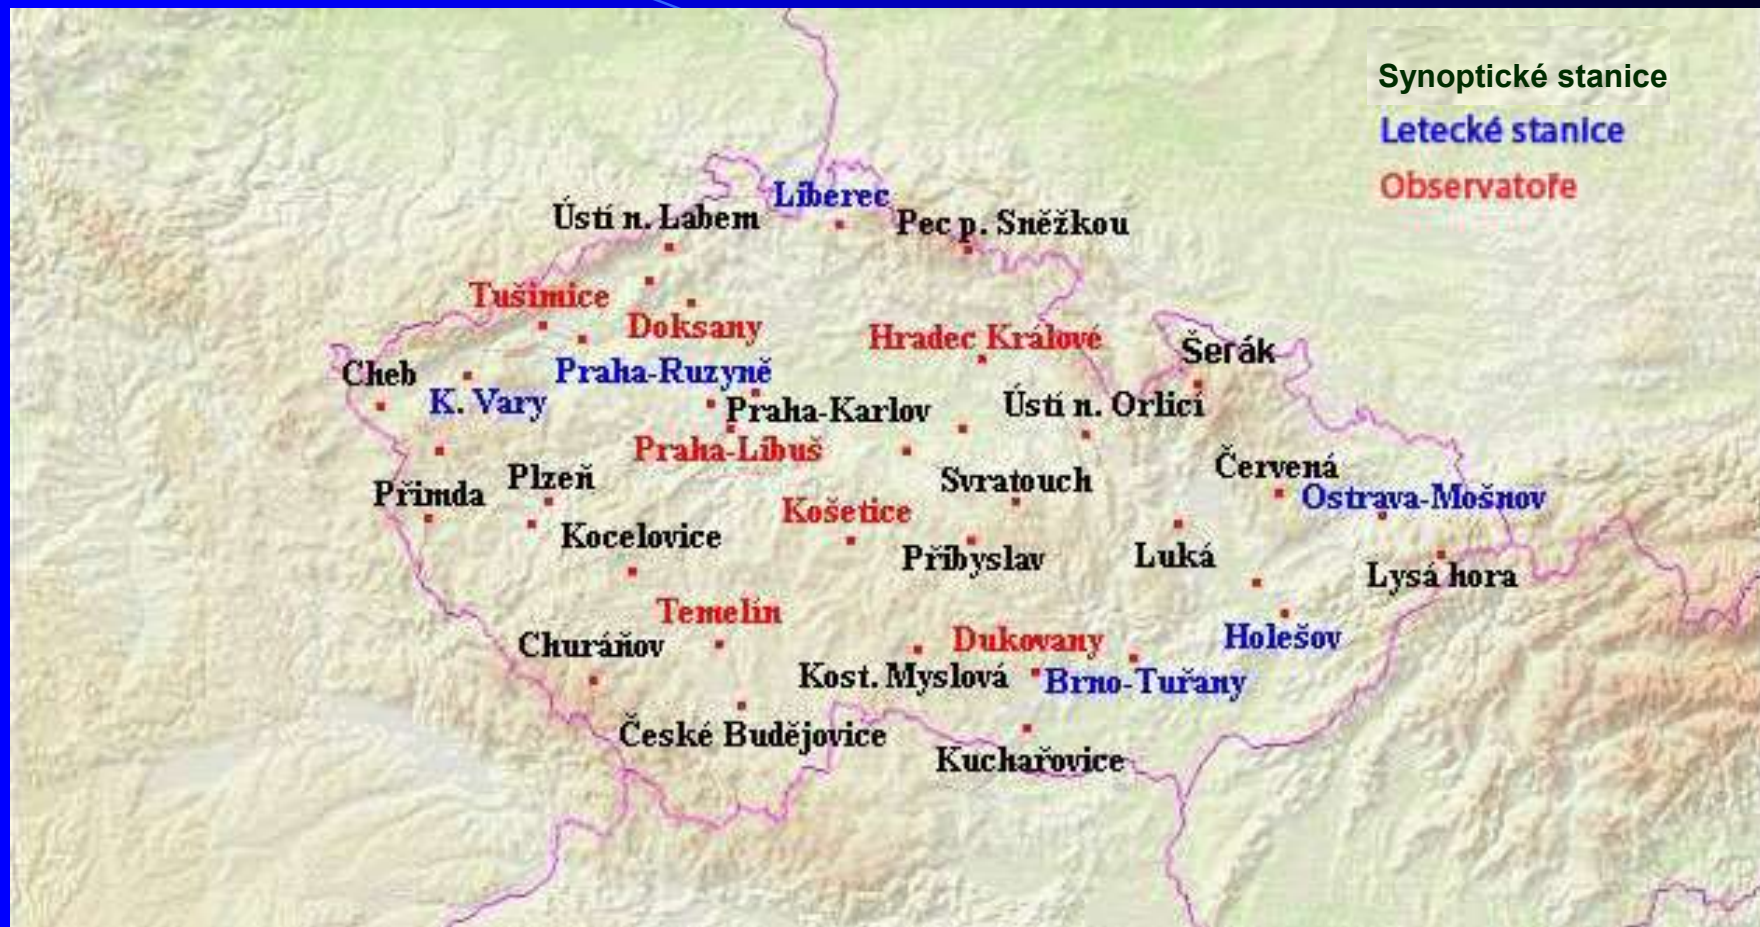 Synoptické stanice
Letecké stanice
Observatoře
Liberec
Ústí n. Labem
Pec p. Sněžkou
Tušimice
Doksany
Hradec Králové
Šerák
Cheb
Praha-Ruzyně
K. Vary
Praha-Karlov
Ústí n. Orlicí
Praha-Libuš
Červená
Plzeň
Svratouch
Přimda
Ostrava-Mošnov
Košetice
Kocelovice
Přibyslav
Luká
Lysá hora
Temelín
Holešov
Churáňov
Dukovany
Kost. Myslová
Brno-Tuřany
České Budějovice
Kuchařovice